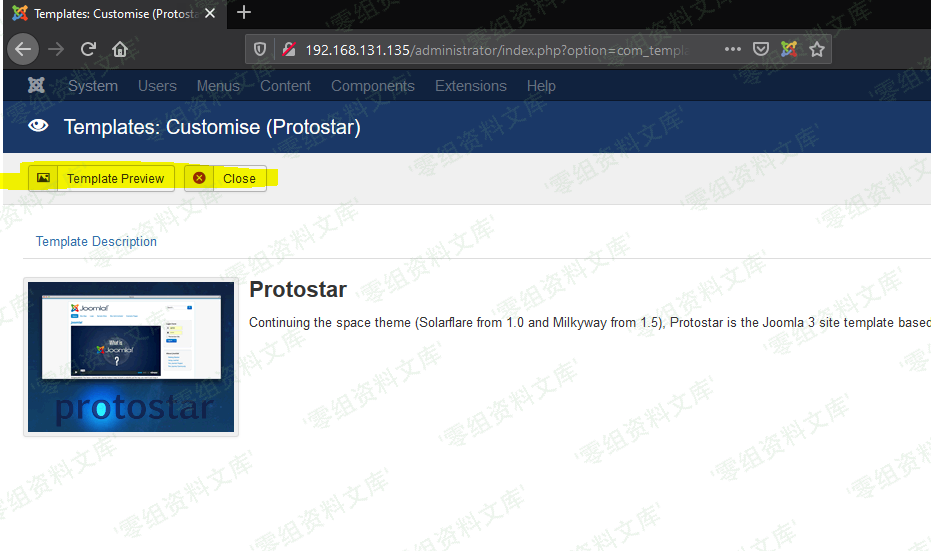 Templates: Customise (Protosta
192.168.131.135/administrator/index.php?option=com_templa
System Users Menus Content Components Extensions Help
Templates: Customise (Protostar)
Template Preview Close
Template Description
Joomla!
What is
Joomla!
?
protostar
Protostar
Continuing the space theme (Solarflare from 1.0 and Milkyway from 1.5), Protostar is the Joomla 3 site template based
'零组资料文库'